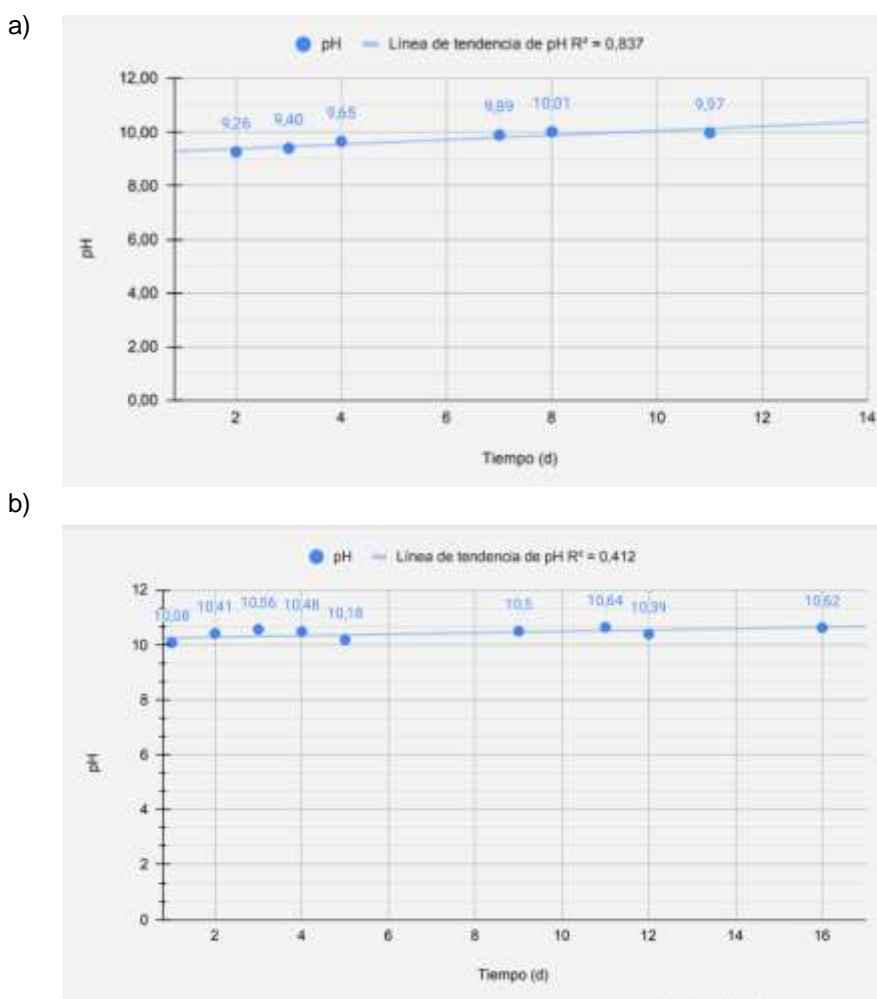 a)
pH Línea de tendencia de pH R² = 0,837
12,00
10,00
8,00
6,00
4,00
2,00
0,00
pH
9,26 9,40 9,65 9,89 10,01 9,97
2 4 6 8 10 12 14
Tiempo (d)
b)
pH Línea de tendencia de pH R² = 0,412
12
10
8
6
4
2
0
pH
10,08 10,41 10,56 10,48 10,18 10,5 10,64 10,39 10,62
2 4 6 8 10 12 14 16
Tiempo (d)